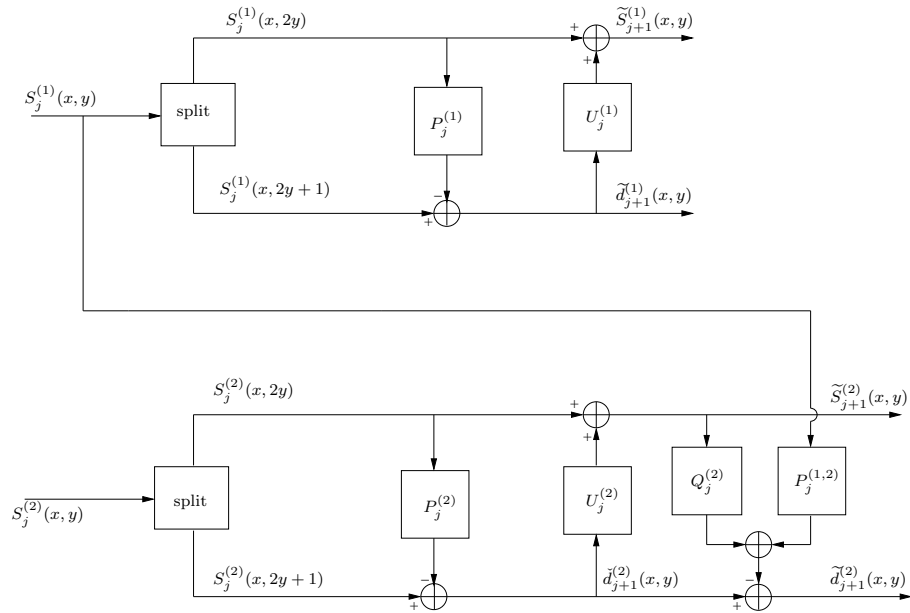 S_j^{(1)}(x, 2y)
\widetilde{S}_{j+1}^{(1)}(x, y)
+
+
S_j^{(1)}(x, y)
split
P_j^{(1)}
U_j^{(1)}
S_j^{(1)}(x, 2y + 1)
−
+
\widetilde{d}_{j+1}^{(1)}(x, y)
S_j^{(2)}(x, 2y)
+
+
\widetilde{S}_{j+1}^{(2)}(x, y)
S_j^{(2)}(x, y)
split
P_j^{(2)}
U_j^{(2)}
Q_j^{(2)}
P_j^{(1,2)}
S_j^{(2)}(x, 2y + 1)
−
+
\check{d}_{j+1}^{(2)}(x, y)
−
+
\widetilde{d}_{j+1}^{(2)}(x, y)